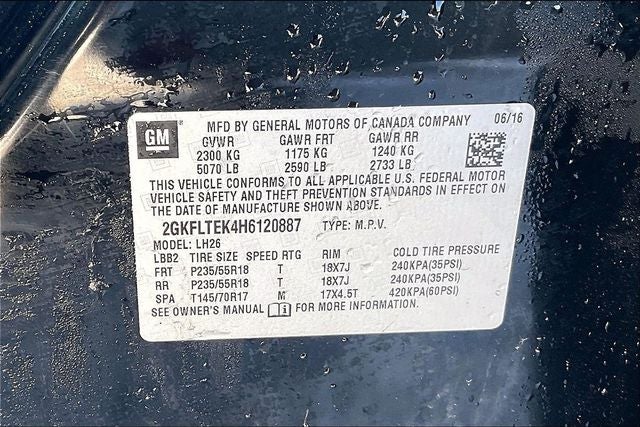 GM MFD BY GENERAL MOTORS OF CANADA COMPANY 06/16
GVWR GAWR FRT GAWR RR
2300 KG 1175 KG 1240 KG
5070 LB 2590 LB 2733 LB
THIS VEHICLE CONFORMS TO ALL APPLICABLE U.S. FEDERAL MOTOR
VEHICLE SAFETY AND THEFT PREVENTION STANDARDS IN EFFECT ON
THE DATE OF MANUFACTURE SHOWN ABOVE.
2GKFLTEK4H6120887 TYPE: M.P.V.
MODEL: LH26
LBB2 TIRE SIZE SPEED RTG RIM COLD TIRE PRESSURE
FRT P235/55R18 T 18X7J 240KPA(35PSI)
RR P235/55R18 T 18X7J 240KPA(35PSI)
SPA T145/70R17 M 17X4.5T 420KPA(60PSI)
SEE OWNER'S MANUAL FOR MORE INFORMATION.